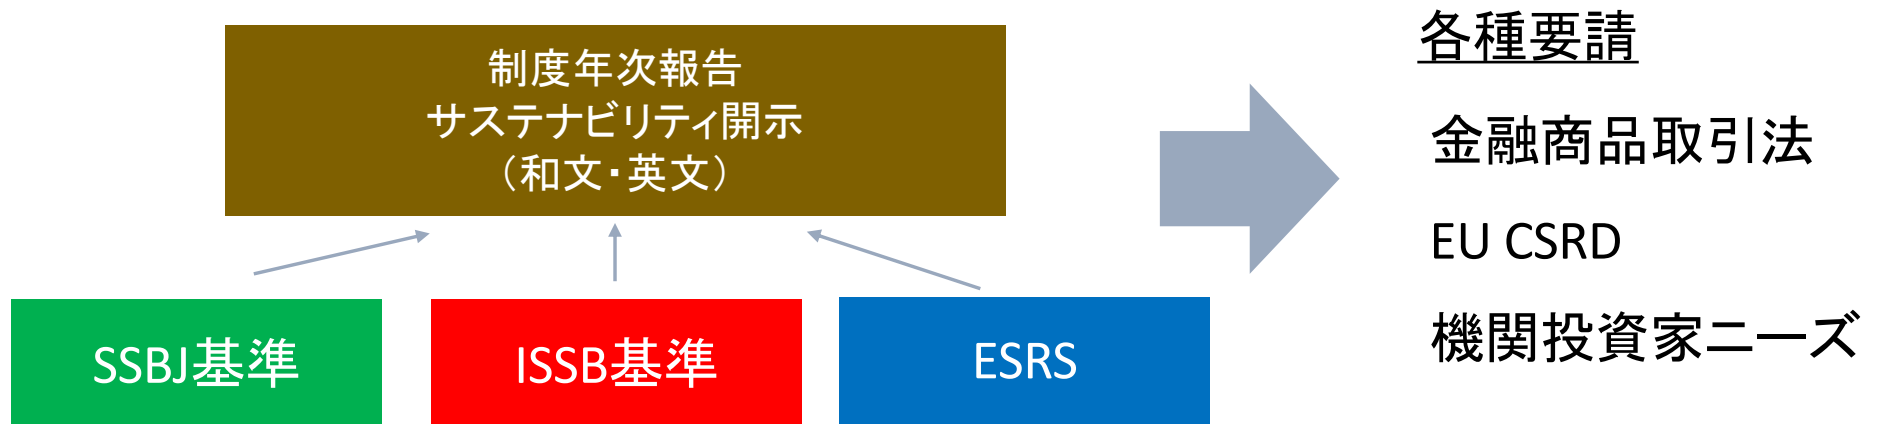 制度年次報告
サステナビリティ開示
（和文・英文）
SSBJ基準
ISSB基準
ESRS
各種要請
金融商品取引法
EU CSRD
機関投資家ニーズ